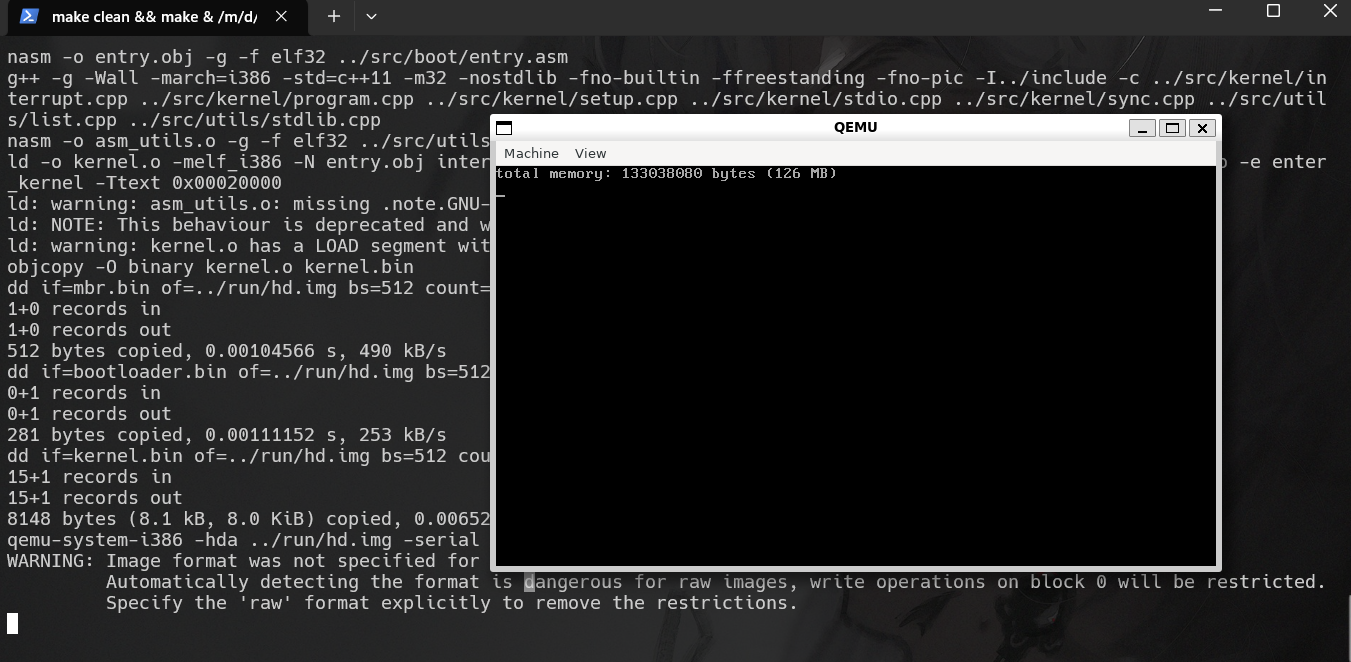 make clean && make & /m/d/
nasm -o entry.obj -g -f elf32 ../src/boot/entry.asm
g++ -g -Wall -march=i386 -std=c++11 -m32 -nostdlib -fno-builtin -ffreestanding -fno-pic -I../include -c ../src/kernel/in
terrupt.cpp ../src/kernel/program.cpp ../src/kernel/setup.cpp ../src/kernel/stdio.cpp ../src/kernel/sync.cpp ../src/util
s/list.cpp ../src/utils/stdlib.cpp
nasm -o asm_utils.o -g -f elf32 ../src/utils
ld -o kernel.o -melf_i386 -N entry.obj inter -e enter
_kernel -Ttext 0x00020000
ld: warning: asm_utils.o: missing .note.GNU-
ld: NOTE: This behaviour is deprecated and w
ld: warning: kernel.o has a LOAD segment wit
objcopy -O binary kernel.o kernel.bin
dd if=mbr.bin of=../run/hd.img bs=512 count=
1+0 records in
1+0 records out
512 bytes copied, 0.00104566 s, 490 kB/s
dd if=bootloader.bin of=../run/hd.img bs=512
0+1 records in
0+1 records out
281 bytes copied, 0.00111152 s, 253 kB/s
dd if=kernel.bin of=../run/hd.img bs=512 cou
15+1 records in
15+1 records out
8148 bytes (8.1 kB, 8.0 KiB) copied, 0.00652
qemu-system-i386 -hda ../run/hd.img -serial
WARNING: Image format was not specified for
Automatically detecting the format is dangerous for raw images, write operations on block 0 will be restricted.
Specify the 'raw' format explicitly to remove the restrictions.
QEMU
Machine View
total memory: 133038080 bytes (126 MB)